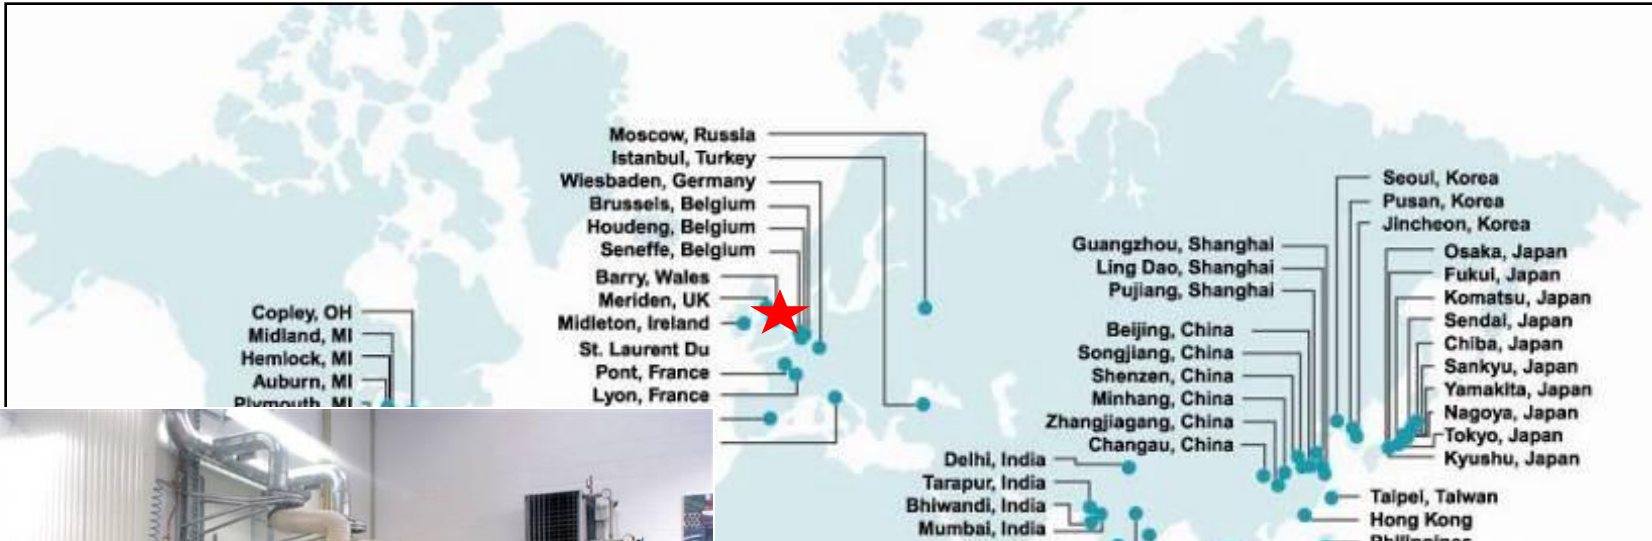 Moscow, Russia
Istanbul, Turkey
Wiesbaden, Germany
Brussels, Belgium
Houdeng, Belgium
Seneffe, Belgium
Barry, Wales
Meriden, UK
Midleton, Ireland
St. Laurent Du
Pont, France
Lyon, France
Copley, OH
Midland, MI
Hemlock, MI
Auburn, MI
Plymouth, MI
Guangzhou, Shanghai
Ling Dao, Shanghai
Pujiang, Shanghai
Beijing, China
Songjiang, China
Shenzen, China
Minhang, China
Zhangjiagang, China
Changau, China
Delhi, India
Tarapur, India
Bhiwandi, India
Mumbai, India
Seoul, Korea
Pusan, Korea
Jincheon, Korea
Osaka, Japan
Fukui, Japan
Komatsu, Japan
Sendai, Japan
Chiba, Japan
Sankyu, Japan
Yamakita, Japan
Nagoya, Japan
Tokyo, Japan
Kyushu, Japan
Taipei, Taiwan
Hong Kong
Philippines